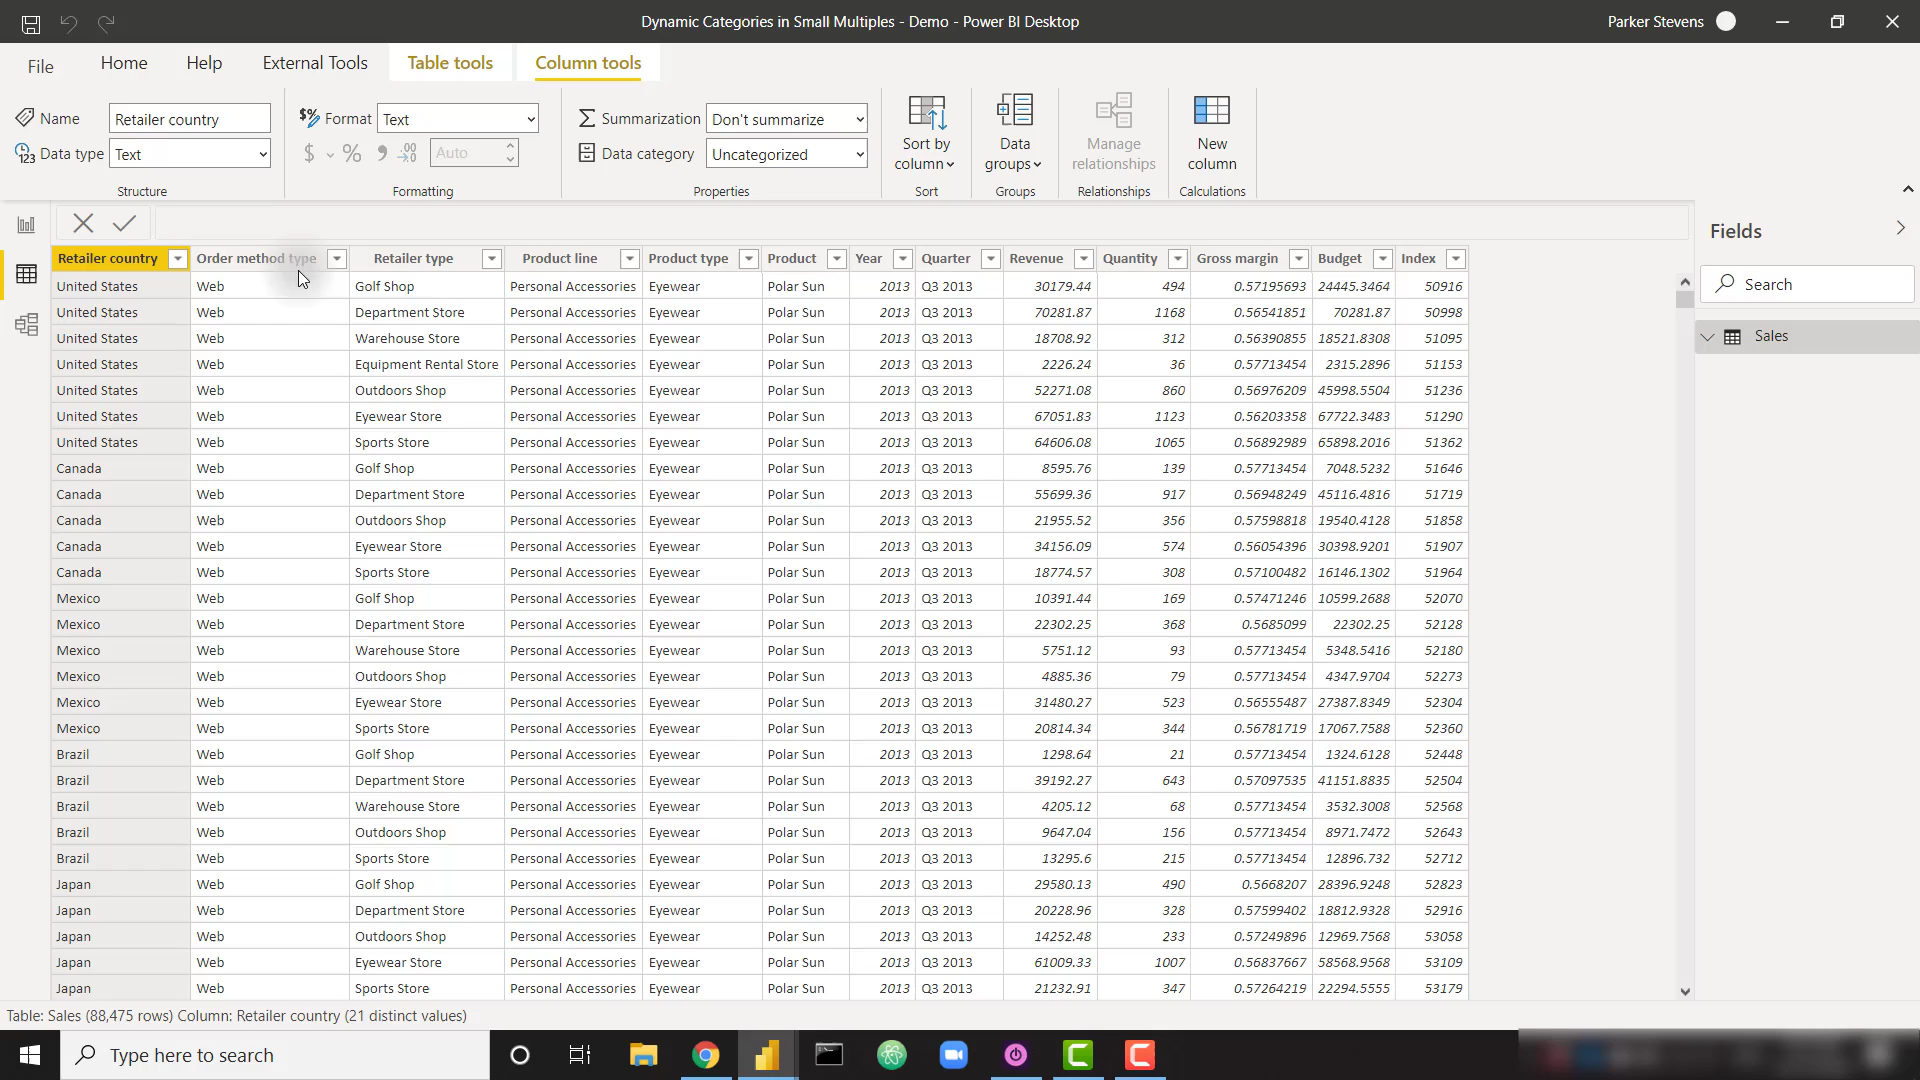 Dynamic Categories in Small Multiples - Demo - Power BI Desktop
Parker Stevens
File Home Help External Tools Table tools Column tools
Name Retailer country
Data type Text
Structure
Format Text
$ % 9 Auto
Formatting
Summarization Don't summarize
Data category Uncategorized
Properties
Sort by
column
Sort
Data
groups
Groups
Manage
relationships
Relationships
New
column
Calculations
Retailer country Order method type Retailer type Product line Product type Product Year Quarter Revenue Quantity Gross margin Budget Index
United States Web Golf Shop Personal Accessories Eyewear Polar Sun 2013 Q3 2013 30179.44 494 0.57195693 24445.3464 50916
United States Web Department Store Personal Accessories Eyewear Polar Sun 2013 Q3 2013 70281.87 1168 0.56541851 70281.87 50998
United States Web Warehouse Store Personal Accessories Eyewear Polar Sun 2013 Q3 2013 18708.92 312 0.56390855 18521.8308 51095
United States Web Equipment Rental Store Personal Accessories Eyewear Polar Sun 2013 Q3 2013 2226.24 36 0.57713454 2315.2896 51153
United States Web Outdoors Shop Personal Accessories Eyewear Polar Sun 2013 Q3 2013 52271.08 860 0.56976209 45998.5504 51236
United States Web Eyewear Store Personal Accessories Eyewear Polar Sun 2013 Q3 2013 67051.83 1123 0.56203358 67722.3483 51290
United States Web Sports Store Personal Accessories Eyewear Polar Sun 2013 Q3 2013 64606.08 1065 0.56892989 65898.2016 51362
Canada Web Golf Shop Personal Accessories Eyewear Polar Sun 2013 Q3 2013 8595.76 139 0.57713454 7048.5232 51646
Canada Web Department Store Personal Accessories Eyewear Polar Sun 2013 Q3 2013 55699.36 917 0.56948249 45116.4816 51719
Canada Web Outdoors Shop Personal Accessories Eyewear Polar Sun 2013 Q3 2013 21955.52 356 0.57598818 19540.4128 51858
Canada Web Eyewear Store Personal Accessories Eyewear Polar Sun 2013 Q3 2013 34156.09 574 0.56054396 30398.9201 51907
Canada Web Sports Store Personal Accessories Eyewear Polar Sun 2013 Q3 2013 18774.57 308 0.57100482 16146.1302 51964
Mexico Web Golf Shop Personal Accessories Eyewear Polar Sun 2013 Q3 2013 10391.44 169 0.57471246 10599.2688 52070
Mexico Web Department Store Personal Accessories Eyewear Polar Sun 2013 Q3 2013 22302.25 368 0.5685099 22302.25 52128
Mexico Web Warehouse Store Personal Accessories Eyewear Polar Sun 2013 Q3 2013 5751.12 93 0.57713454 5348.5416 52180
Mexico Web Outdoors Shop Personal Accessories Eyewear Polar Sun 2013 Q3 2013 4885.36 79 0.57713454 4347.9704 52273
Mexico Web Eyewear Store Personal Accessories Eyewear Polar Sun 2013 Q3 2013 31480.27 523 0.56555487 27387.8349 52304
Mexico Web Sports Store Personal Accessories Eyewear Polar Sun 2013 Q3 2013 20814.34 344 0.56781719 17067.7588 52360
Brazil Web Golf Shop Personal Accessories Eyewear Polar Sun 2013 Q3 2013 1298.64 21 0.57713454 1324.6128 52448
Brazil Web Department Store Personal Accessories Eyewear Polar Sun 2013 Q3 2013 39192.27 643 0.57097535 41151.8835 52504
Brazil Web Warehouse Store Personal Accessories Eyewear Polar Sun 2013 Q3 2013 4205.12 68 0.57713454 3532.3008 52568
Brazil Web Outdoors Shop Personal Accessories Eyewear Polar Sun 2013 Q3 2013 9647.04 156 0.57713454 8971.7472 52643
Brazil Web Sports Store Personal Accessories Eyewear Polar Sun 2013 Q3 2013 13295.6 215 0.57713454 12896.732 52712
Japan Web Golf Shop Personal Accessories Eyewear Polar Sun 2013 Q3 2013 29580.13 490 0.5668207 28396.9248 52823
Japan Web Department Store Personal Accessories Eyewear Polar Sun 2013 Q3 2013 20228.96 328 0.57599402 18812.9328 52916
Japan Web Outdoors Shop Personal Accessories Eyewear Polar Sun 2013 Q3 2013 14252.48 233 0.57249896 12969.7568 53058
Japan Web Eyewear Store Personal Accessories Eyewear Polar Sun 2013 Q3 2013 61009.33 1007 0.56837667 58568.9568 53109
Japan Web Sports Store Personal Accessories Eyewear Polar Sun 2013 Q3 2013 21232.91 347 0.57264219 22294.5555 53179
Fields
Search
Sales
Table: Sales (88,475 rows) Column: Retailer country (21 distinct values)
Type here to search